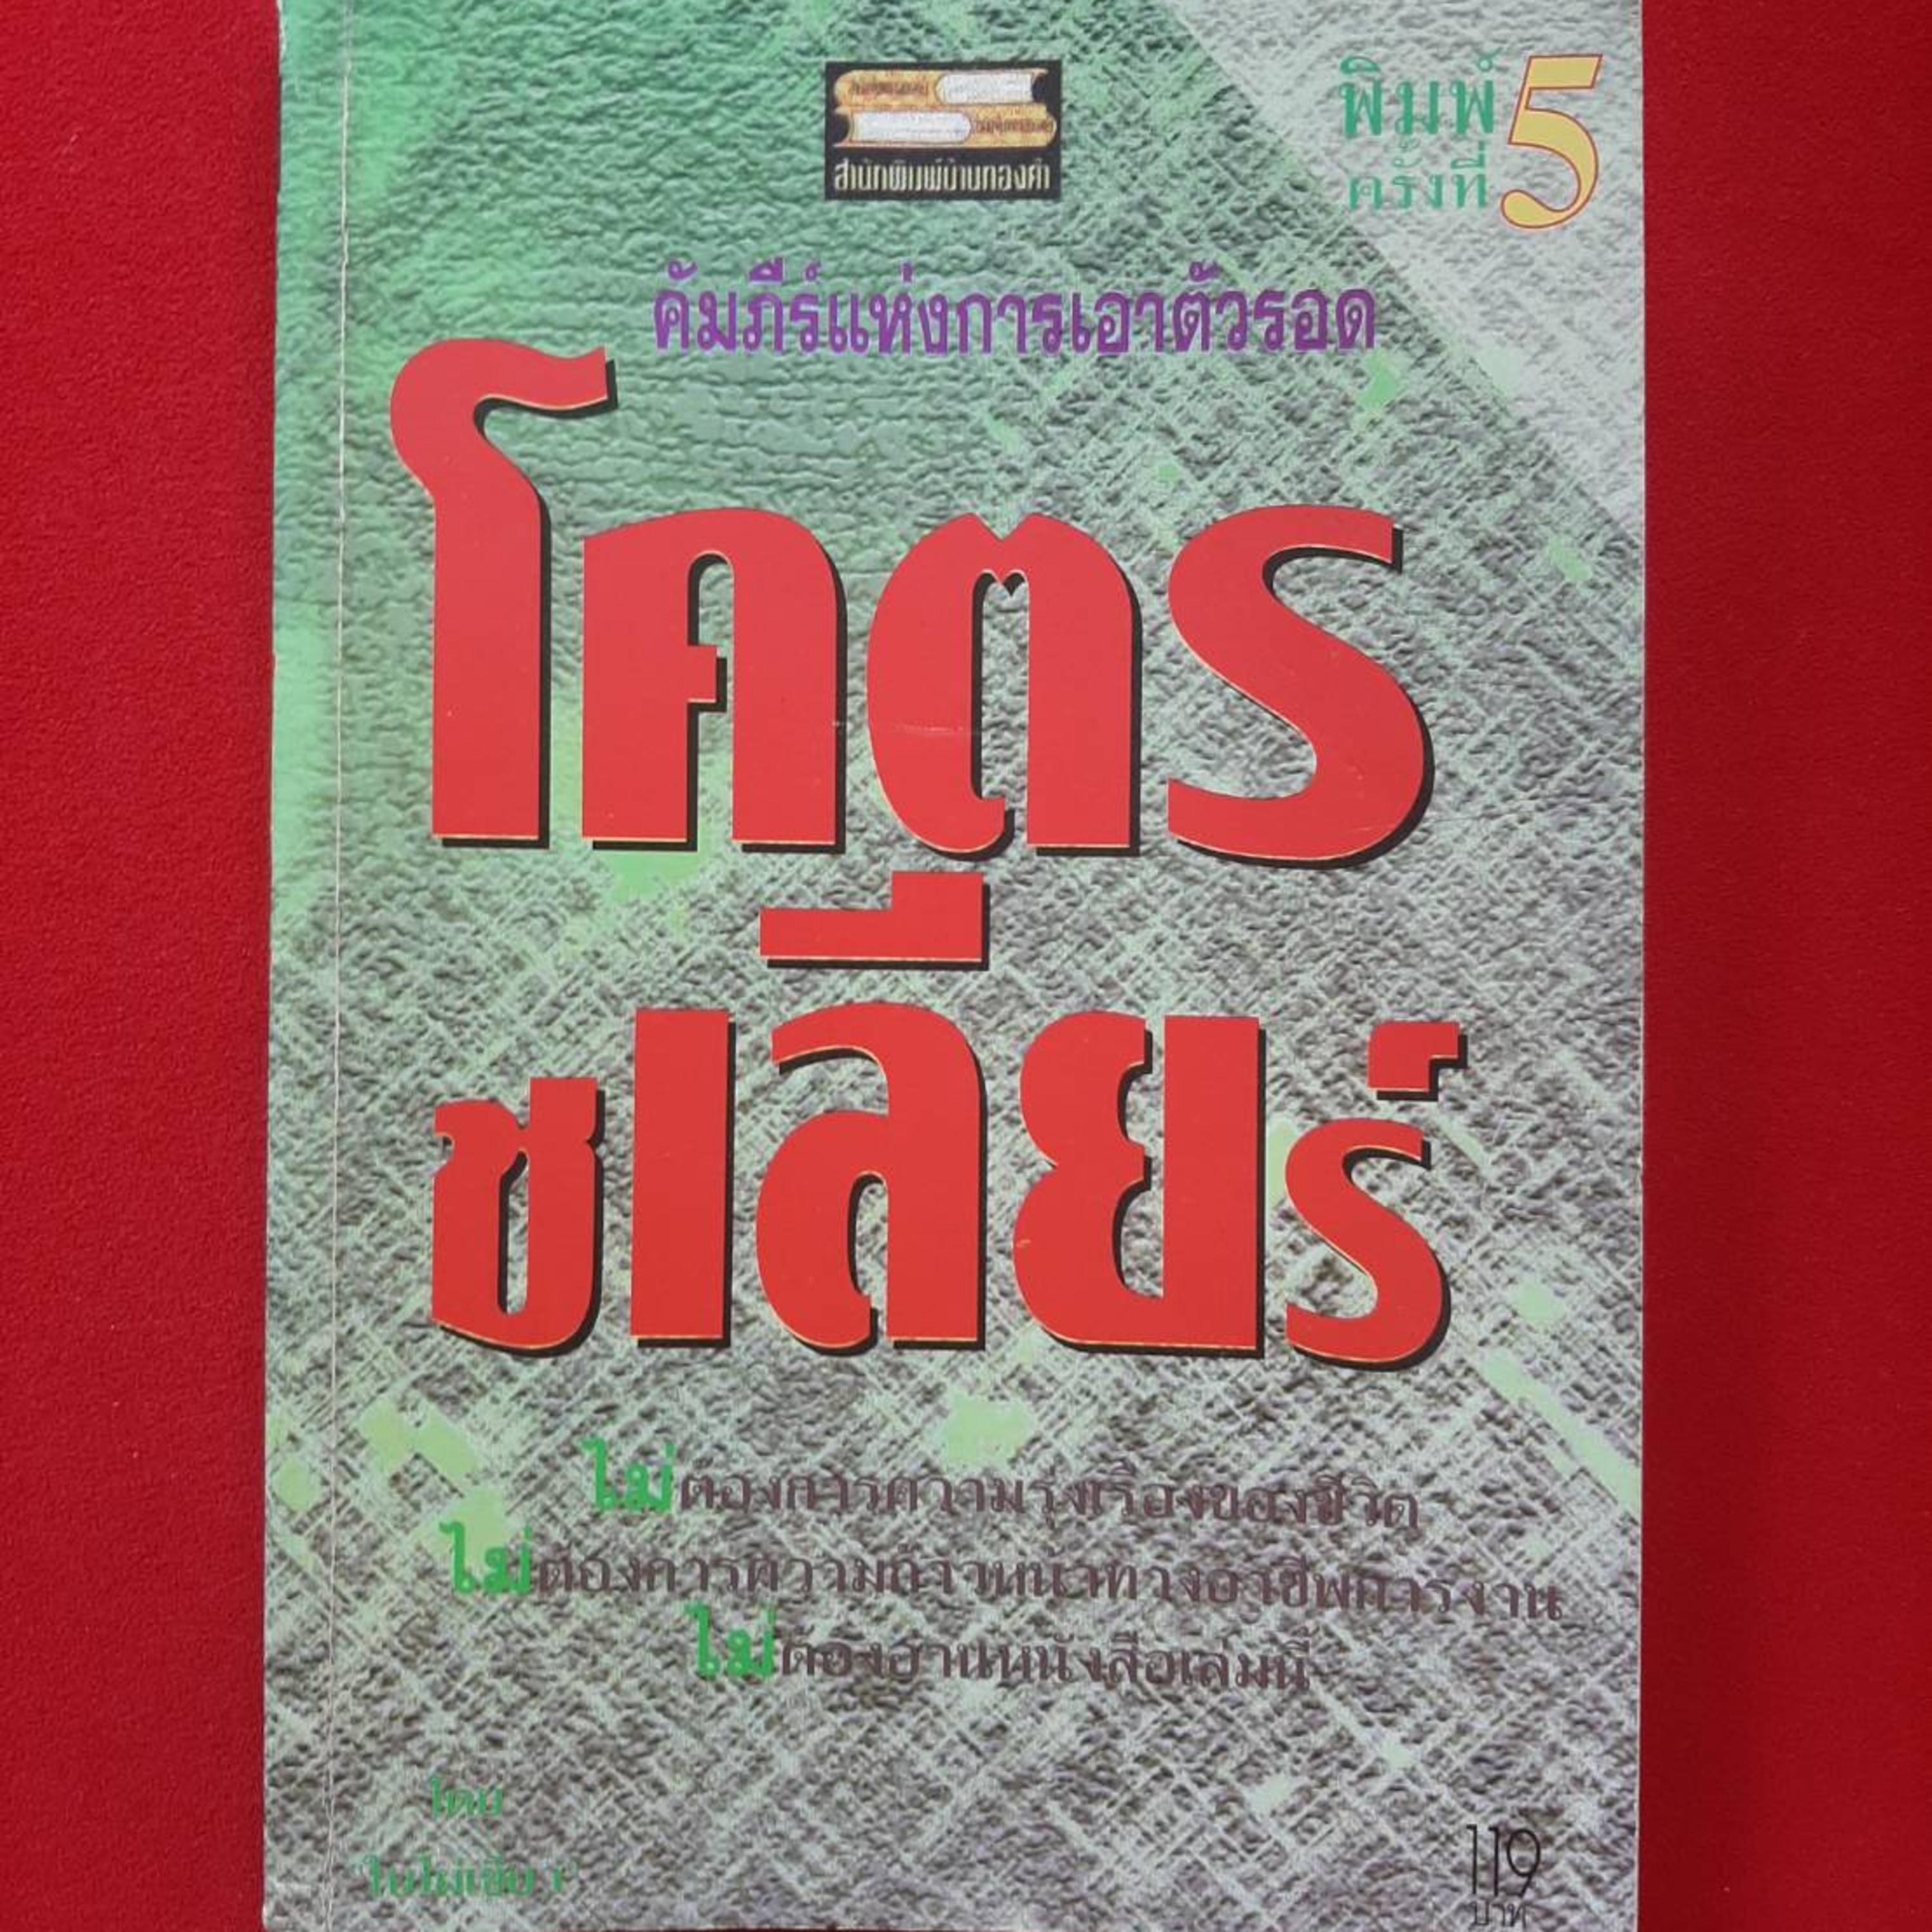 สำนักพิมพ์บ้านทองคำ
พิมพ์
ครั้งที่
5
คัมภีร์แห่งการเอาตัวรอด
โคตร
ชเลียร์
ไม่ต้องการความรุ่งเรืองของชีวิต
ไม่ต้องการความก้าวหน้าทางอาชีพการงาน
ไม่ต้องอ่านหนังสือเล่มนี้
โดย
119
บาท